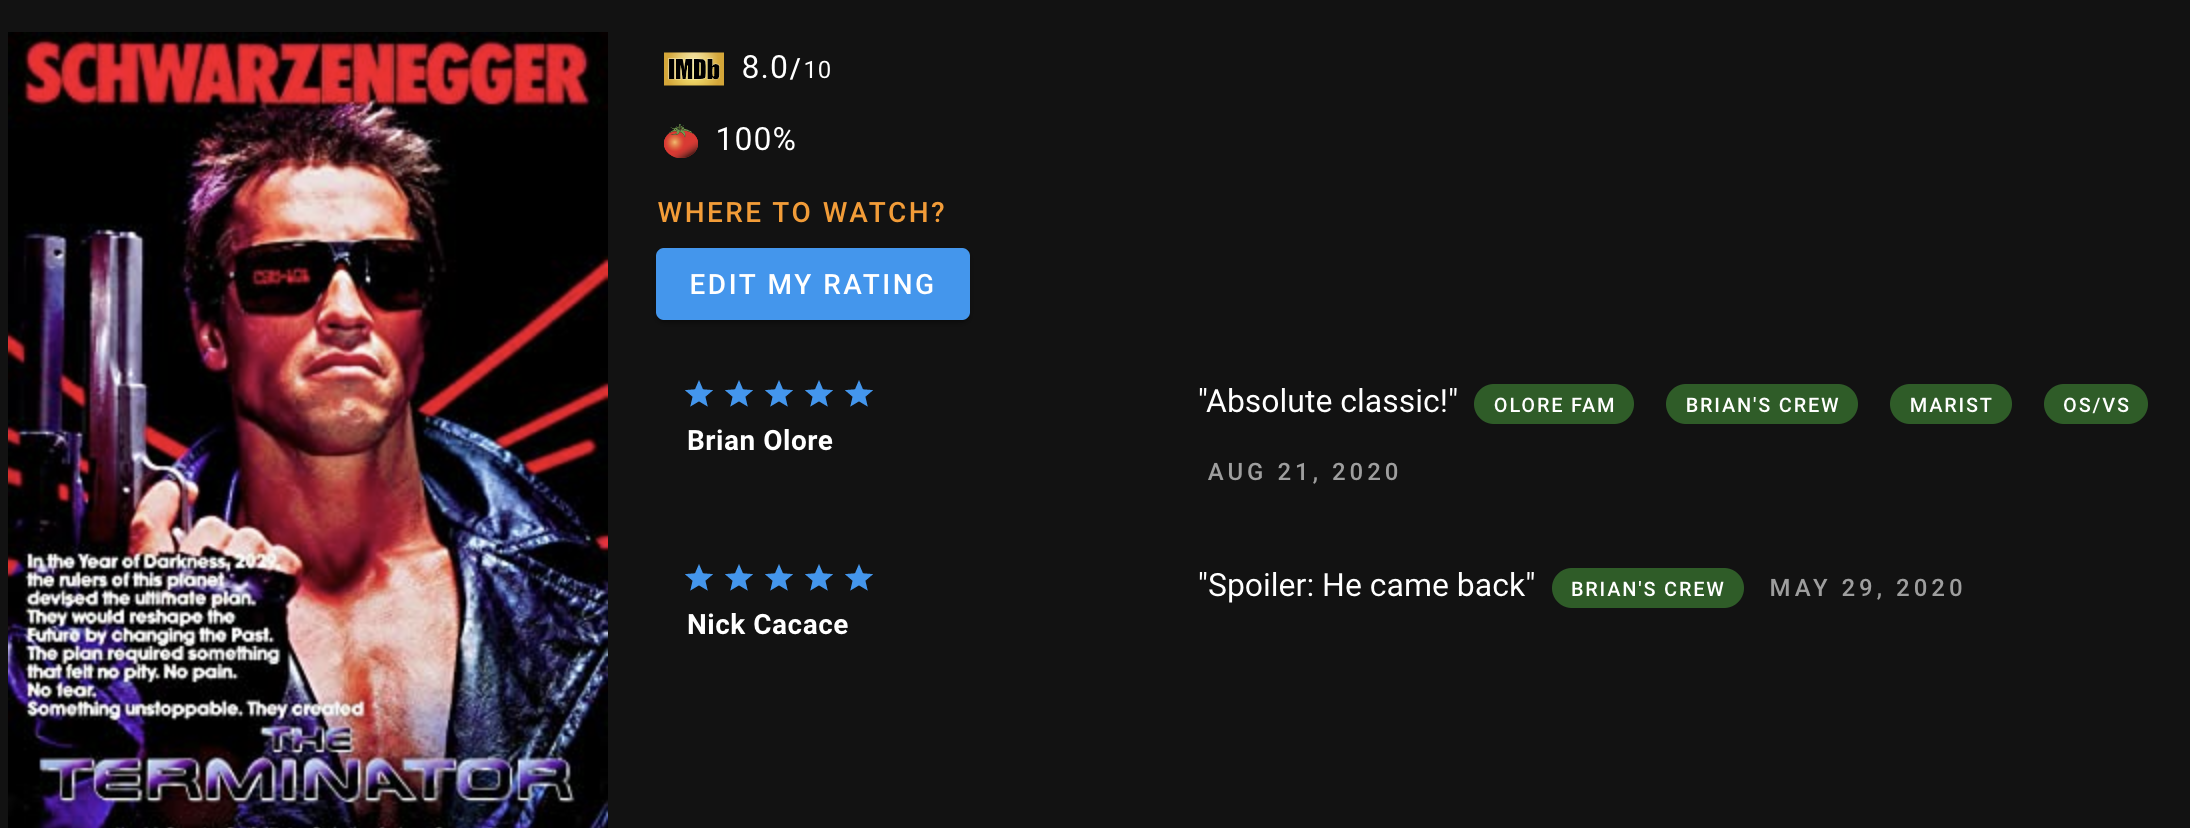 SCHWARZENEGGER
In the Year of Darkness, 2029,
the rulers of this planet
devised the ultimate plan.
They would reshape the
Future by changing the Past.
The plan required something
that felt no pity. No pain.
No fear.
Something unstoppable. They created
THE
TERMINATOR
IMDb 8.0/10
100%
WHERE TO WATCH?
EDIT MY RATING
Brian Olore
"Absolute classic!" OLORE FAM BRIAN'S CREW MARIST OS/VS
AUG 21, 2020
Nick Cacace
"Spoiler: He came back" BRIAN'S CREW MAY 29, 2020